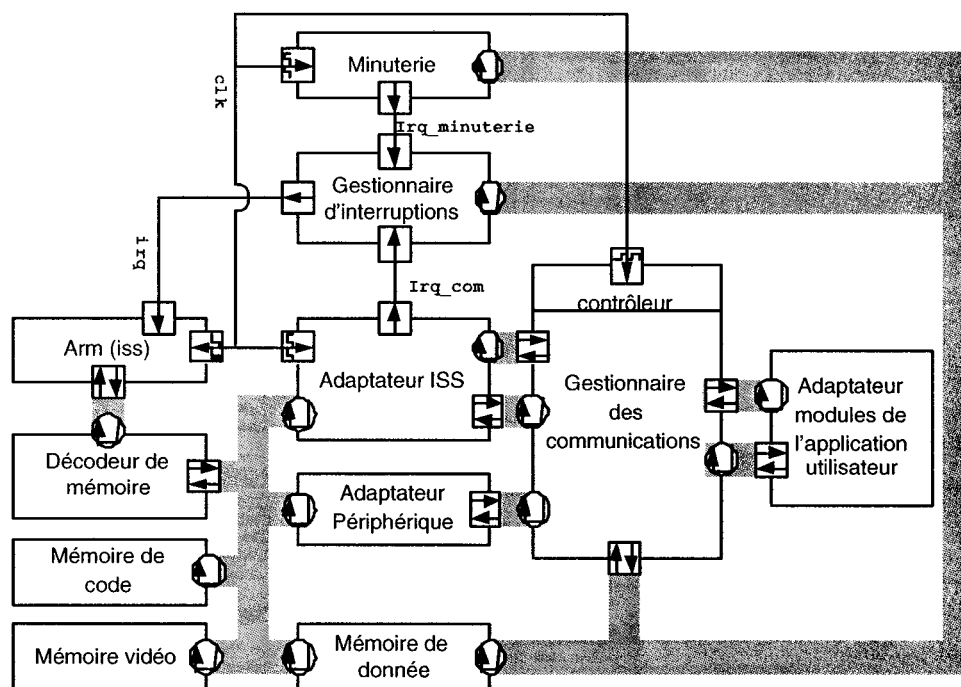 Minuterie
clk
Irq_minuterie
Gestionnaire
d'interruptions
irq
Irq_com
contrôleur
Arm (iss)
Adaptateur ISS
Gestionnaire
des
communications
Adaptateur
modules de
l'application
utilisateur
Décodeur de
mémoire
Adaptateur
Périphérique
Mémoire de
code
Mémoire vidéo
Mémoire de
donnée